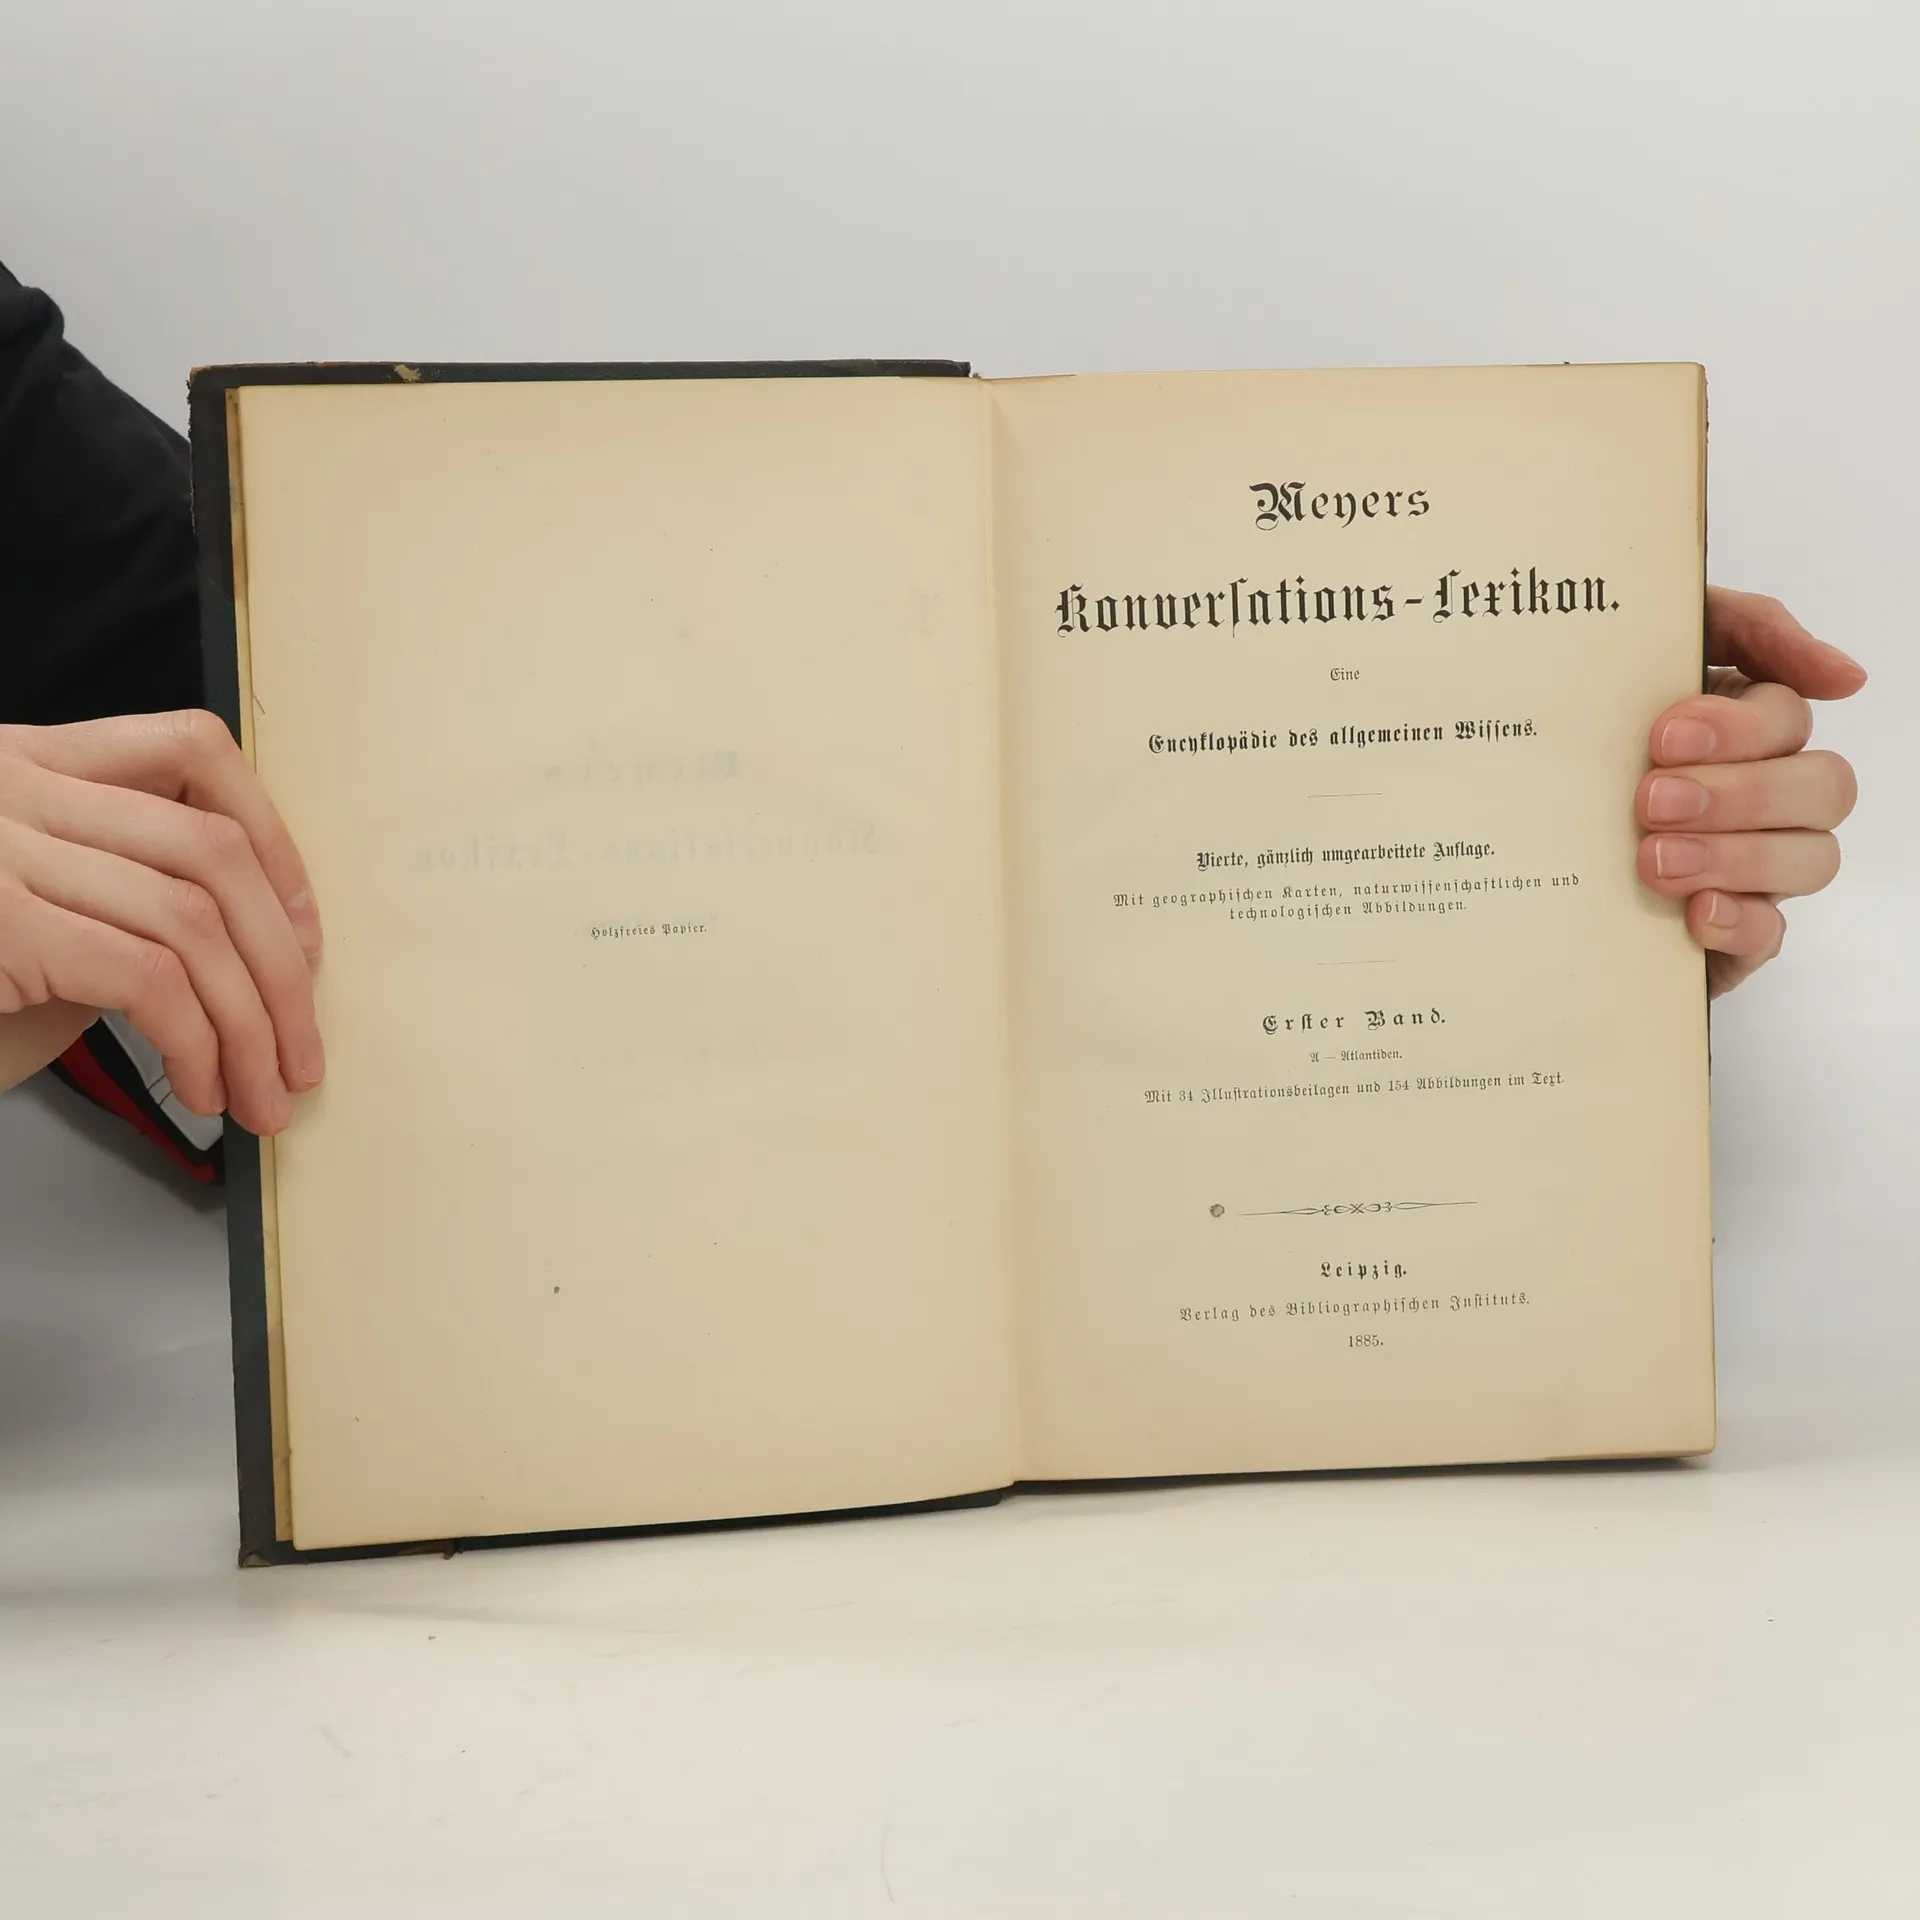 Holzfreies Papier.
Meyers
Konversations-Lexikon.
Eine
Encyklopädie des allgemeinen Wissens.
Vierte, gänzlich umgearbeitete Auflage.
Mit geographischen Karten, naturwissenschaftlichen und
technologischen Abbildungen.
Erster Band.
A — Atlantiden.
Mit 34 Illustrationsbeilagen und 154 Abbildungen im Text.
Leipzig.
Verlag des Bibliographischen Instituts.
1885.